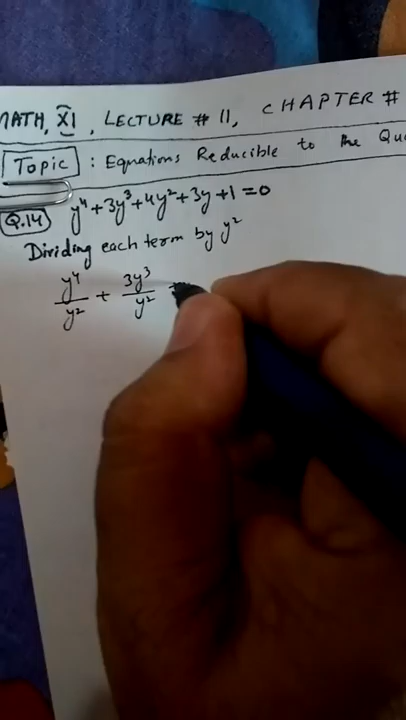 MATH, XI, LECTURE # 11, CHAPTER #
Topic : Equations Reducible to the Qua
Q.14 y⁴+3y³+4y²+3y+1=0
Dividing each term by y²
y⁴/y² + 3y³/y² +